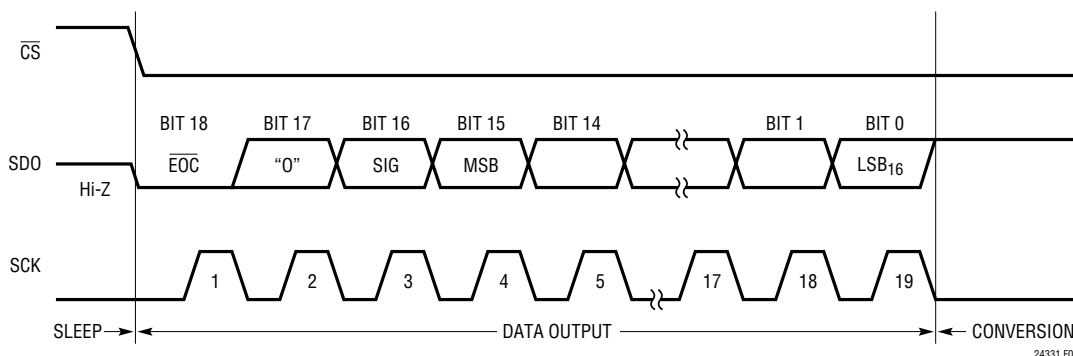 CS
BIT 18 BIT 17 BIT 16 BIT 15 BIT 14 BIT 1 BIT 0
SDO EOC "0" SIG MSB LSB16
Hi-Z
SCK 1 2 3 4 5 17 18 19
SLEEP DATA OUTPUT CONVERSION